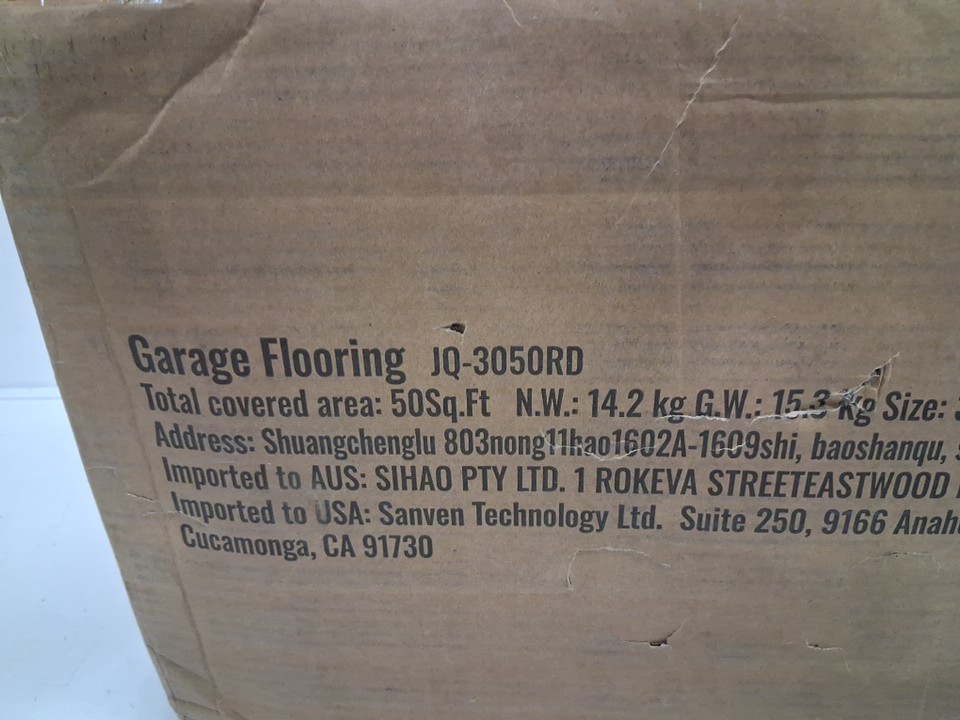 Garage Flooring JQ-3050RD
Total covered area: 50Sq.Ft N.W.: 14.2 kg G.W.: 15.3 kg Size:
Address: Shuangchenglu 803nong11hao1602A-1609shi, baoshanqu,
Imported to AUS: SIHAO PTY LTD. 1 ROKEVA STREETEASTWOOD
Imported to USA: Sanven Technology Ltd. Suite 250, 9166
Cucamonga, CA 91730